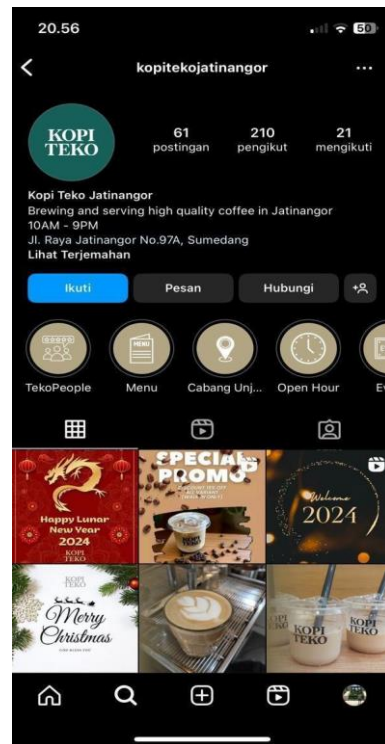 20.56
50
kopitekojatinangor
KOPI
TEKO
61
postingan
210
pengikut
21
mengikuti
Kopi Teko Jatinangor
Brewing and serving high quality coffee in Jatinangor
10AM - 9PM
Jl. Raya Jatinangor No.97A, Sumedang
Lihat Terjemahan
Ikuti
Pesan
Hubungi
MENU
TekoPeople
Menu
Cabang Unj...
Open Hour
Happy Lunar
New Year
2024
KOPI
TEKO
SPECIAL
PROMO
Welcome
2024
KOPI
TEKO
Merry
Christmas
KOPI
TEKO
KOPI
TEKO